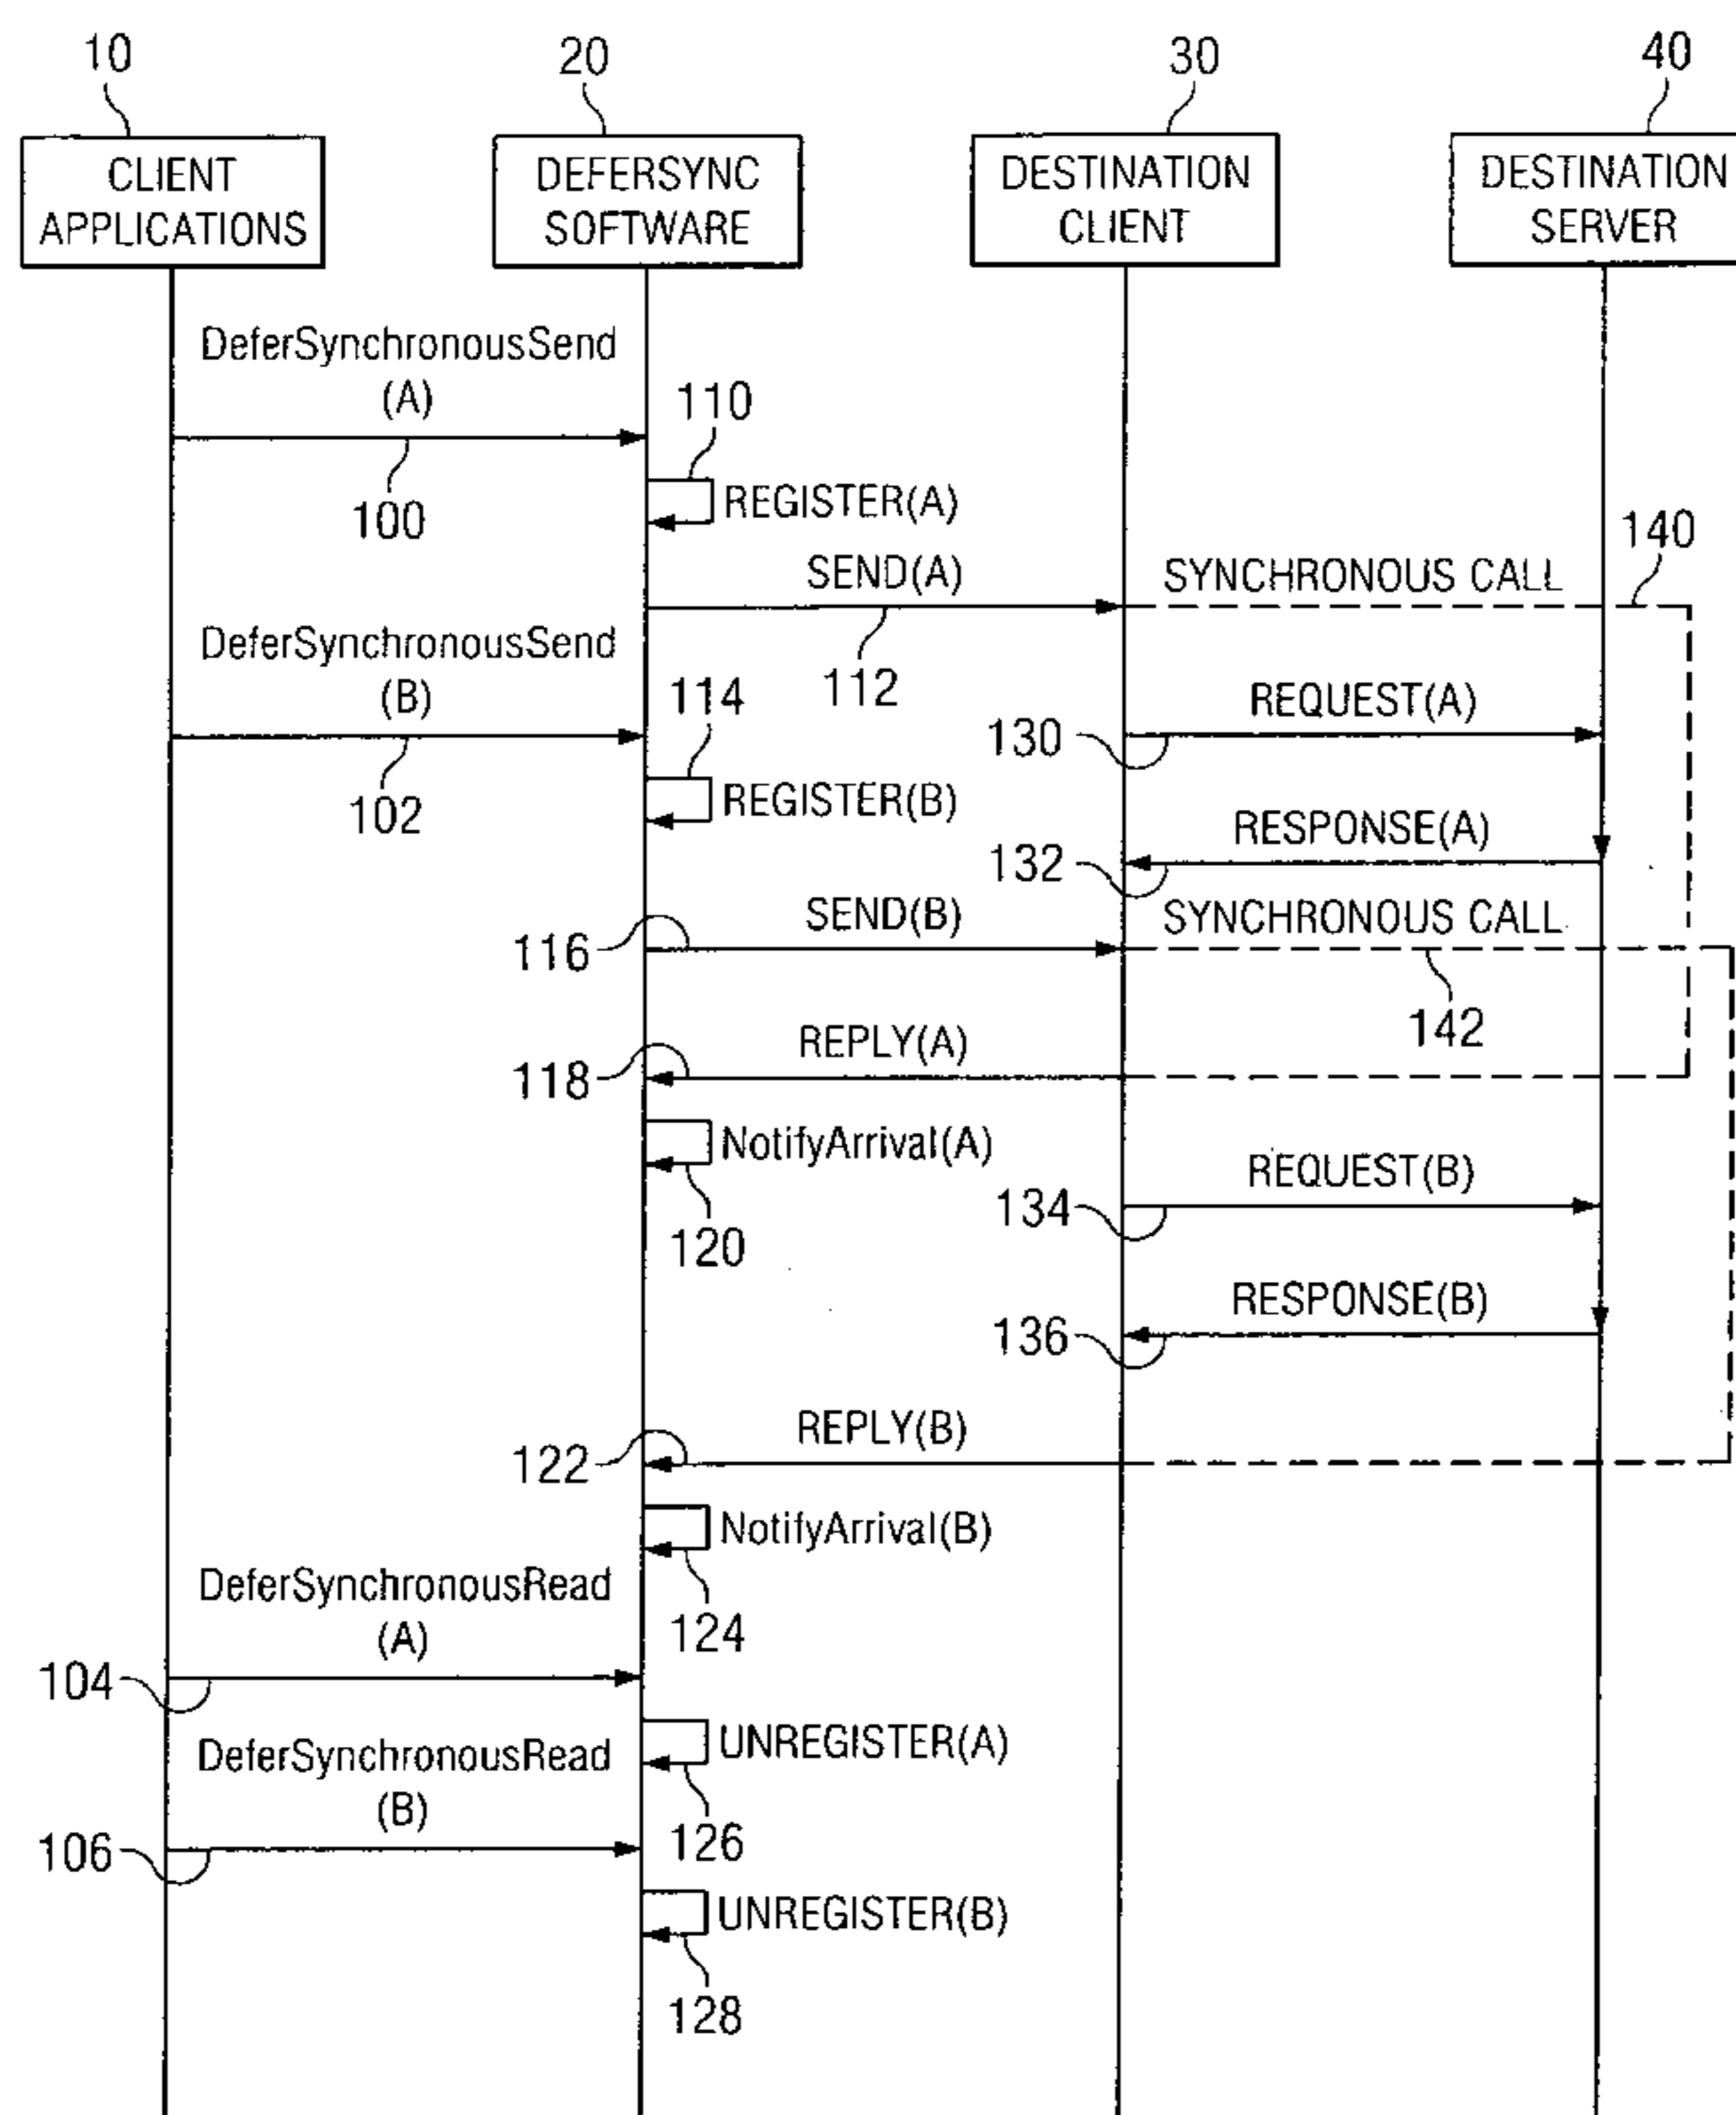 10
20
30
40
CLIENT
APPLICATIONS
DEFERSYNC
SOFTWARE
DESTINATION
CLIENT
DESTINATION
SERVER
DeferSynchronousSend
(A)
100
110
REGISTER(A)
SEND(A)
112
SYNCHRONOUS CALL
140
DeferSynchronousSend
(B)
102
114
REGISTER(B)
REQUEST(A)
130
RESPONSE(A)
132
SEND(B)
116
SYNCHRONOUS CALL
142
REPLY(A)
118
NotifyArrival(A)
120
REQUEST(B)
134
RESPONSE(B)
136
REPLY(B)
122
NotifyArrival(B)
124
DeferSynchronousRead
(A)
104
UNREGISTER(A)
126
DeferSynchronousRead
(B)
106
UNREGISTER(B)
128